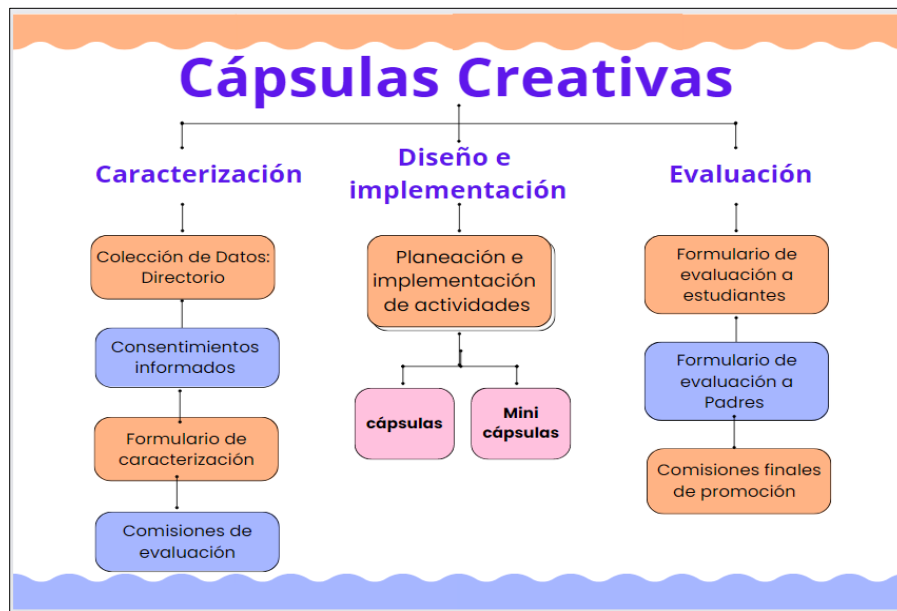 Cápsulas Creativas
Caracterización
Colección de Datos:
Directorio
Consentimientos
informados
Formulario de
caracterización
Comisiones de
evaluación
Diseño e
implementación
Planeación e
implementación
de actividades
cápsulas
Mini
cápsulas
Evaluación
Formulario de
evaluación a
estudiantes
Formulario de
evaluación a
Padres
Comisiones finales
de promoción